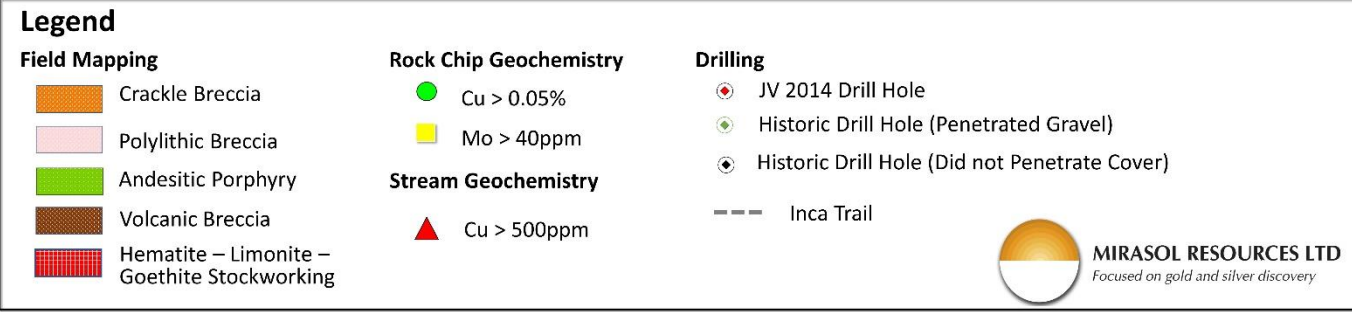 Legend
Field Mapping
Crackle Breccia
Polylithic Breccia
Andesitic Porphyry
Volcanic Breccia
Hematite – Limonite –
Goethite Stockworking
Rock Chip Geochemistry
Cu > 0.05%
Mo > 40ppm
Stream Geochemistry
Cu > 500ppm
Drilling
JV 2014 Drill Hole
Historic Drill Hole (Penetrated Gravel)
Historic Drill Hole (Did not Penetrate Cover)
Inca Trail
MIRASOL RESOURCES LTD
Focused on gold and silver discovery